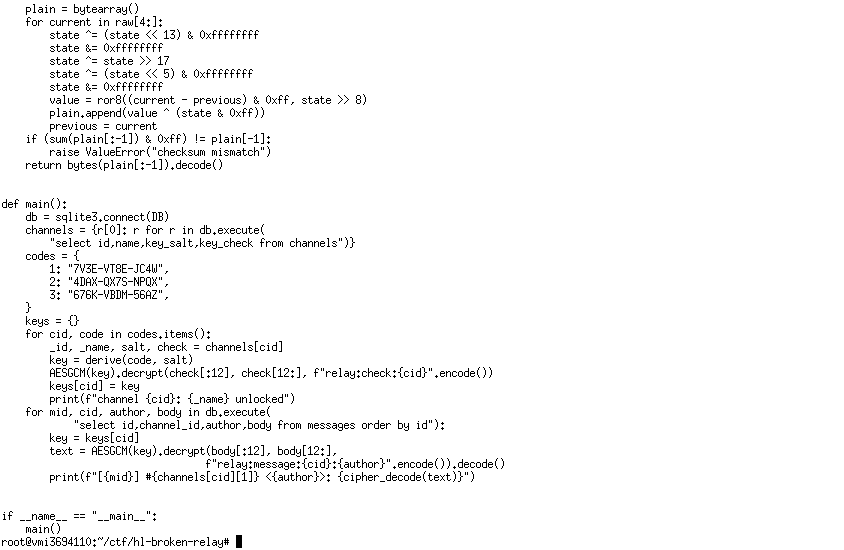 plain = bytearray()
    for current in raw[4:]:
        state ^= (state << 13) & 0xffffffff
        state &= 0xffffffff
        state ^= state >> 17
        state ^= (state << 5) & 0xffffffff
        state &= 0xffffffff
        value = ror8((current - previous) & 0xff, state >> 8)
        plain.append(value ^ (state & 0xff))
        previous = current
    if (sum(plain[:-1]) & 0xff) != plain[-1]:
        raise ValueError("checksum mismatch")
    return bytes(plain[:-1]).decode()


def main():
    db = sqlite3.connect(DB)
    channels = {r[0]: r for r in db.execute(
        "select id,name,key_salt,key_check from channels")}
    codes = {
        1: "7V3E-VT8E-JC4W",
        2: "4DAX-QX7S-NPQX",
        3: "676K-VBDM-56AZ",
    }
    keys = {}
    for cid, code in codes.items():
        _id, _name, salt, check = channels[cid]
        key = derive(code, salt)
        AESGCM(key).decrypt(check[:12], check[12:], f"relay:check:{cid}".encode())
        keys[cid] = key
        print(f"channel {cid}: {_name} unlocked")
    for mid, cid, author, body in db.execute(
            "select id,channel_id,author,body from messages order by id"):
        key = keys[cid]
        text = AESGCM(key).decrypt(body[:12], body[12:],
                                  f"relay:message:{cid}:{author}".encode()).decode()
        print(f"[{mid}] #{channels[cid][1]} <{author}>: {cipher_decode(text)}")


if __name__ == "__main__":
    main()
root@vmi3694110:~/ctf/hl-broken-relay#